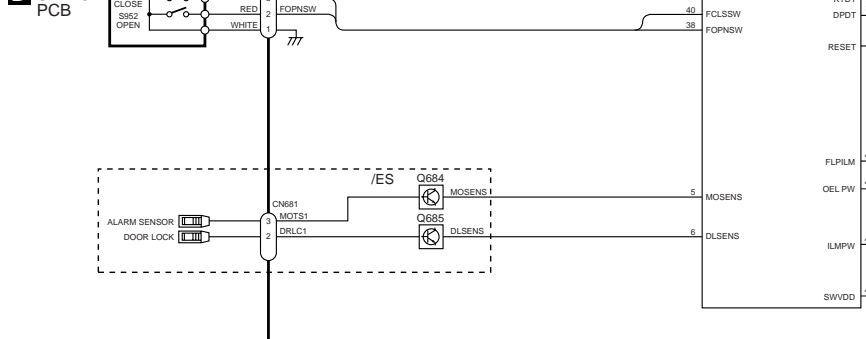 PCB
CLOSE
S952
OPEN
RED 2 FOPNSW
WHITE 1
40 FCLSSW
38 FOPNSW
DPDT
RESET
/ES Q684
MOSENS 5 MOSENS
FLPILM
OEL PW
CN681
ALARM SENSOR 3 MOTS1
Q685
DOOR LOCK 2 DRLC1
DLSENS 6 DLSENS
ILMPW
SWVDD